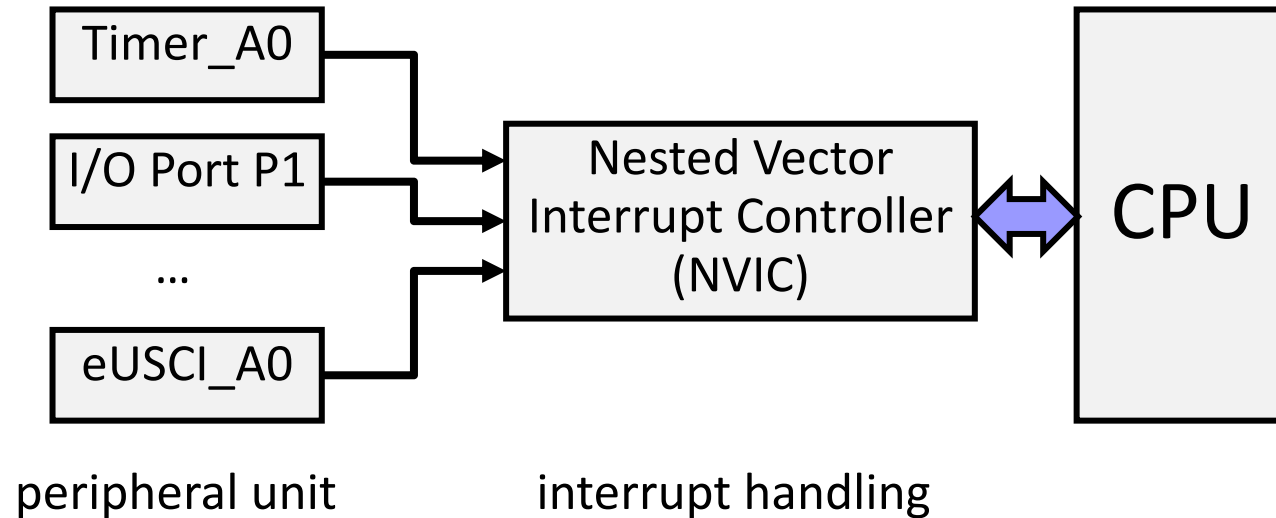 Timer_A0
I/O Port P1
...
eUSCI_A0
Nested Vector
Interrupt Controller
(NVIC)
CPU
peripheral unit
interrupt handling